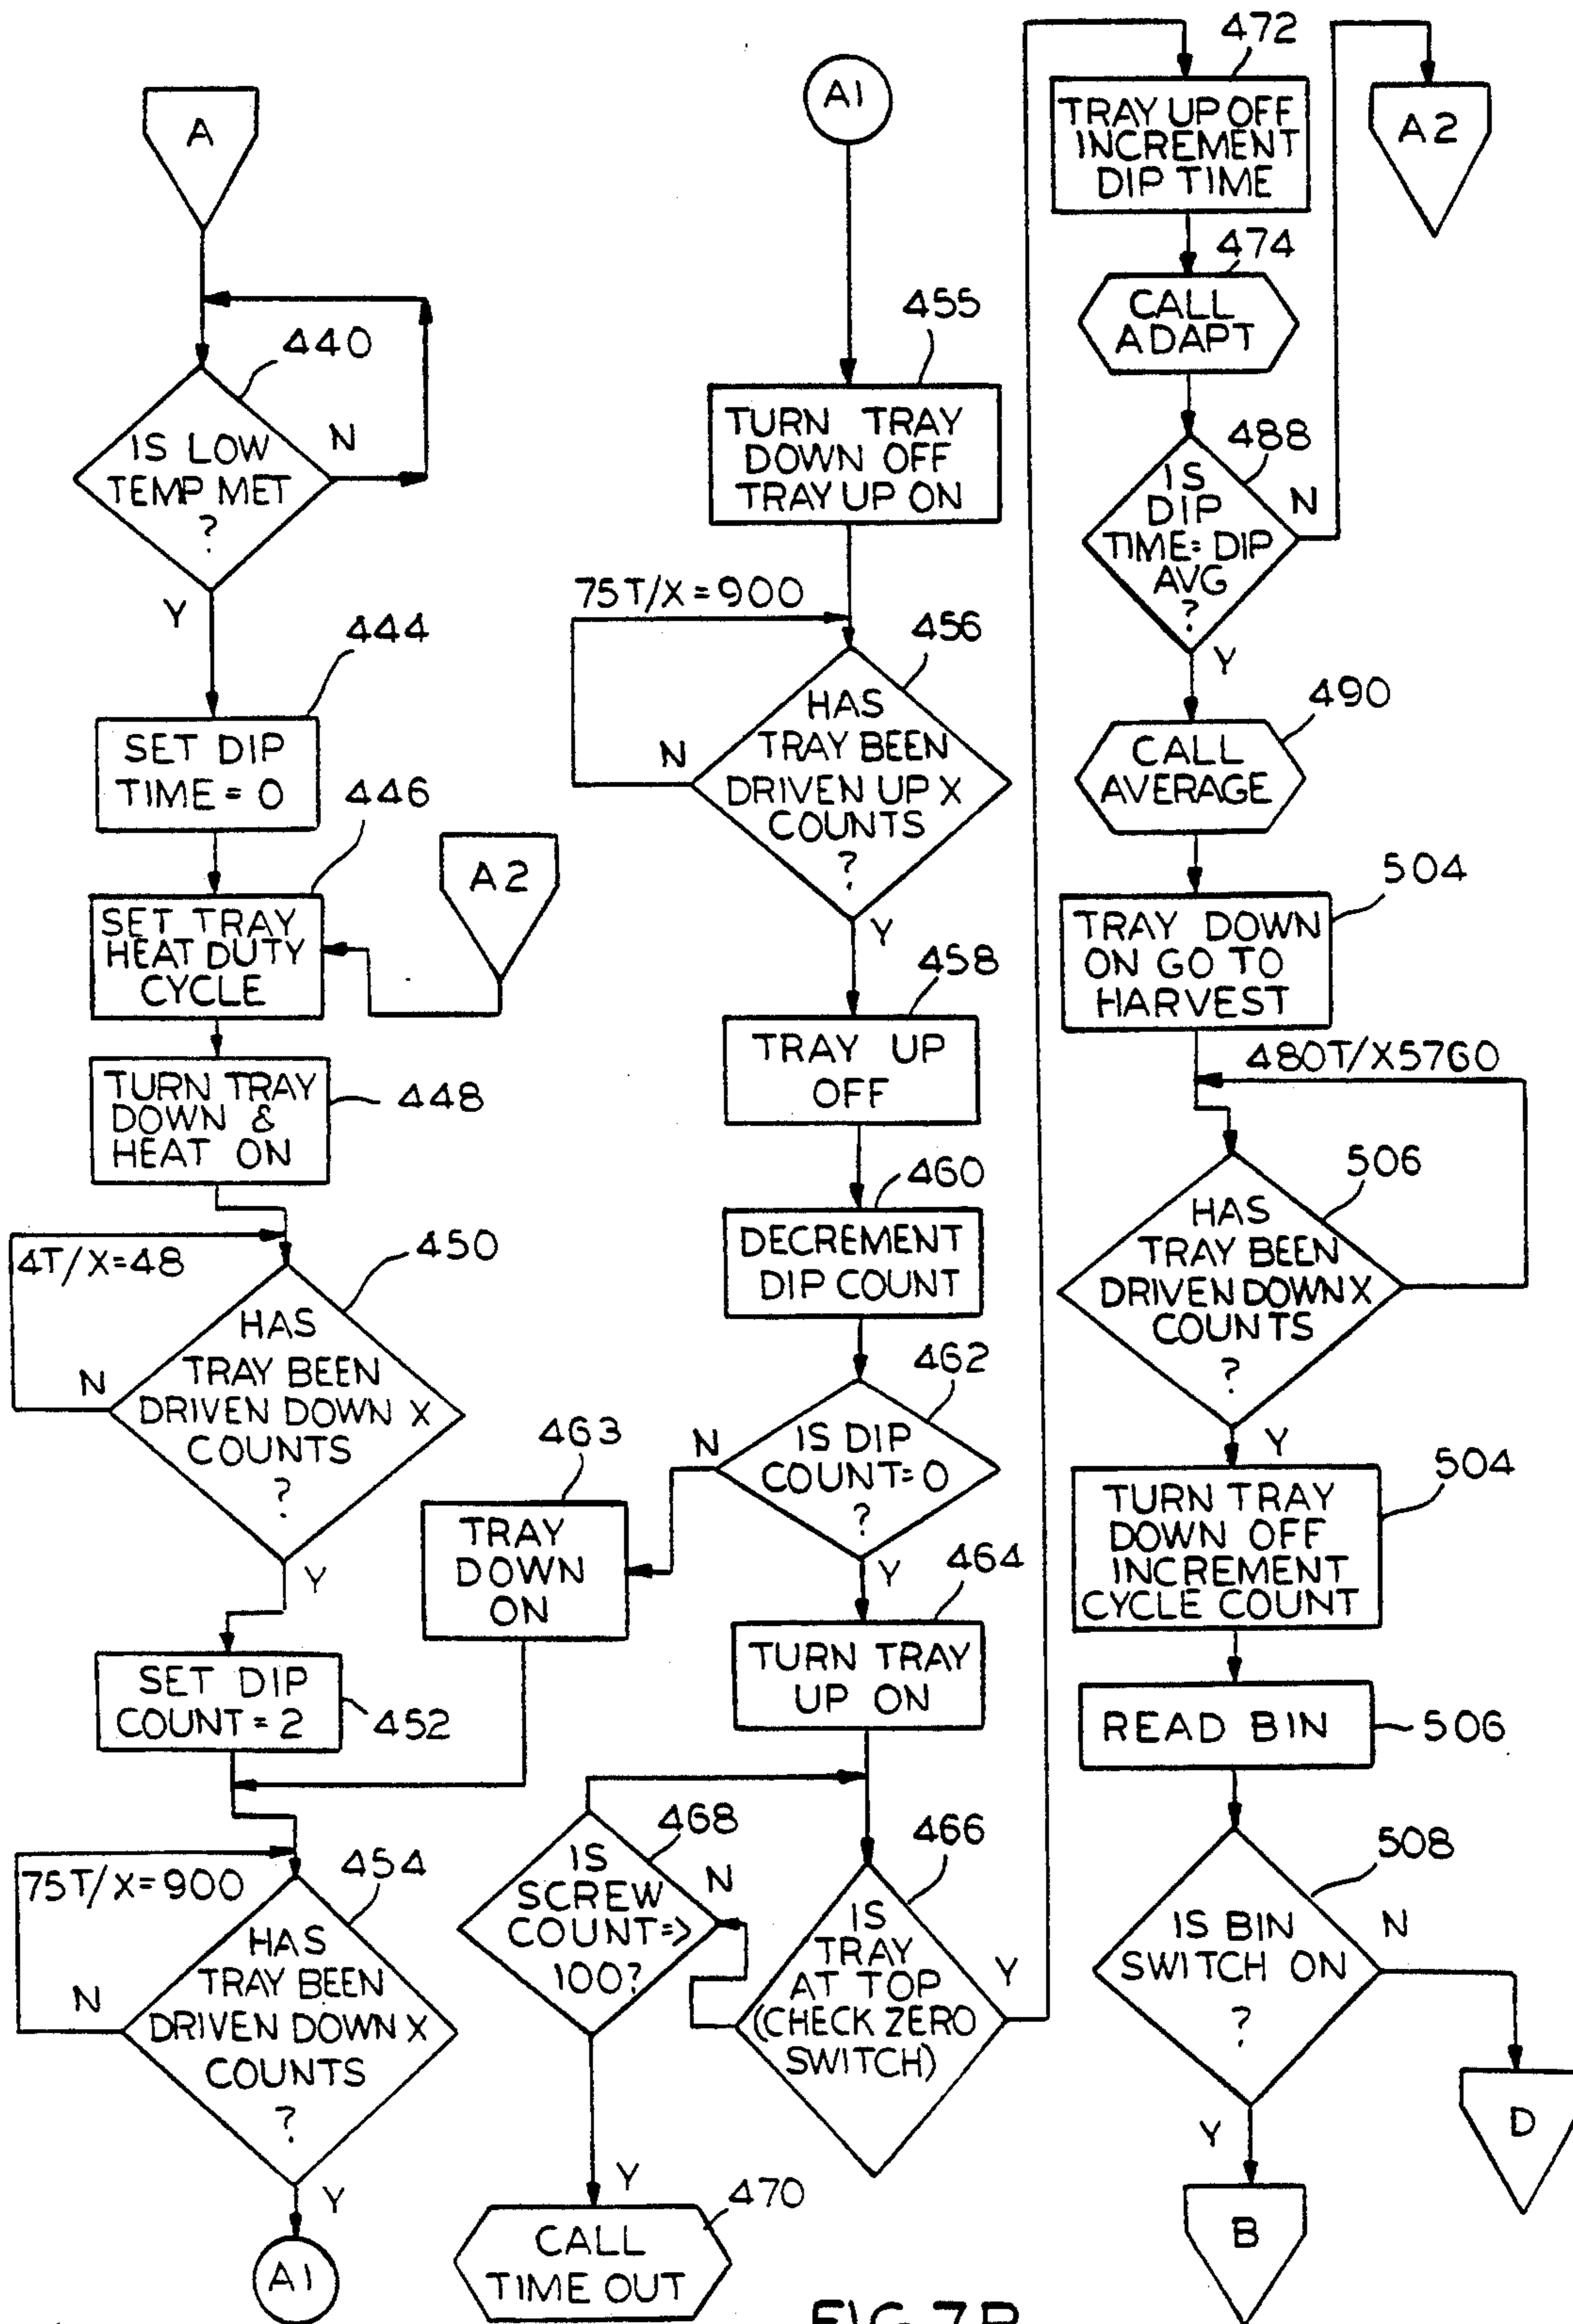 A
440
IS LOW
TEMP MET
?
N
Y
444
SET DIP
TIME = 0
446
SET TRAY
HEAT DUTY
CYCLE
A2
TURN TRAY
DOWN &
HEAT ON
448
4T/X=48
450
HAS
TRAY BEEN
DRIVEN DOWN X
COUNTS
?
N
Y
SET DIP
COUNT = 2
452
463
TRAY
DOWN
ON
75T/X=900
454
HAS
TRAY BEEN
DRIVEN DOWN X
COUNTS
?
N
Y
A1
A1
455
TURN TRAY
DOWN OFF
TRAY UP ON
75T/X=900
456
HAS
TRAY BEEN
DRIVEN UP X
COUNTS
?
N
Y
458
TRAY UP
OFF
460
DECREMENT
DIP COUNT
462
IS DIP
COUNT=0
?
N
Y
464
TURN TRAY
UP ON
468
IS
SCREW
COUNT=>
100?
N
Y
466
IS
TRAY
AT TOP
(CHECK ZERO
SWITCH)
Y
470
CALL
TIME OUT
472
TRAY UP OFF
INCREMENT
DIP TIME
A2
474
CALL
ADAPT
488
IS
DIP
TIME=DIP
AVG
?
N
Y
490
CALL
AVERAGE
504
TRAY DOWN
ON GO TO
HARVEST
480T/X5760
506
HAS
TRAY BEEN
DRIVEN DOWN X
COUNTS
?
Y
504
TURN TRAY
DOWN OFF
INCREMENT
CYCLE COUNT
READ BIN
506
508
IS BIN
SWITCH ON
?
N
Y
D
B
FIG.7B